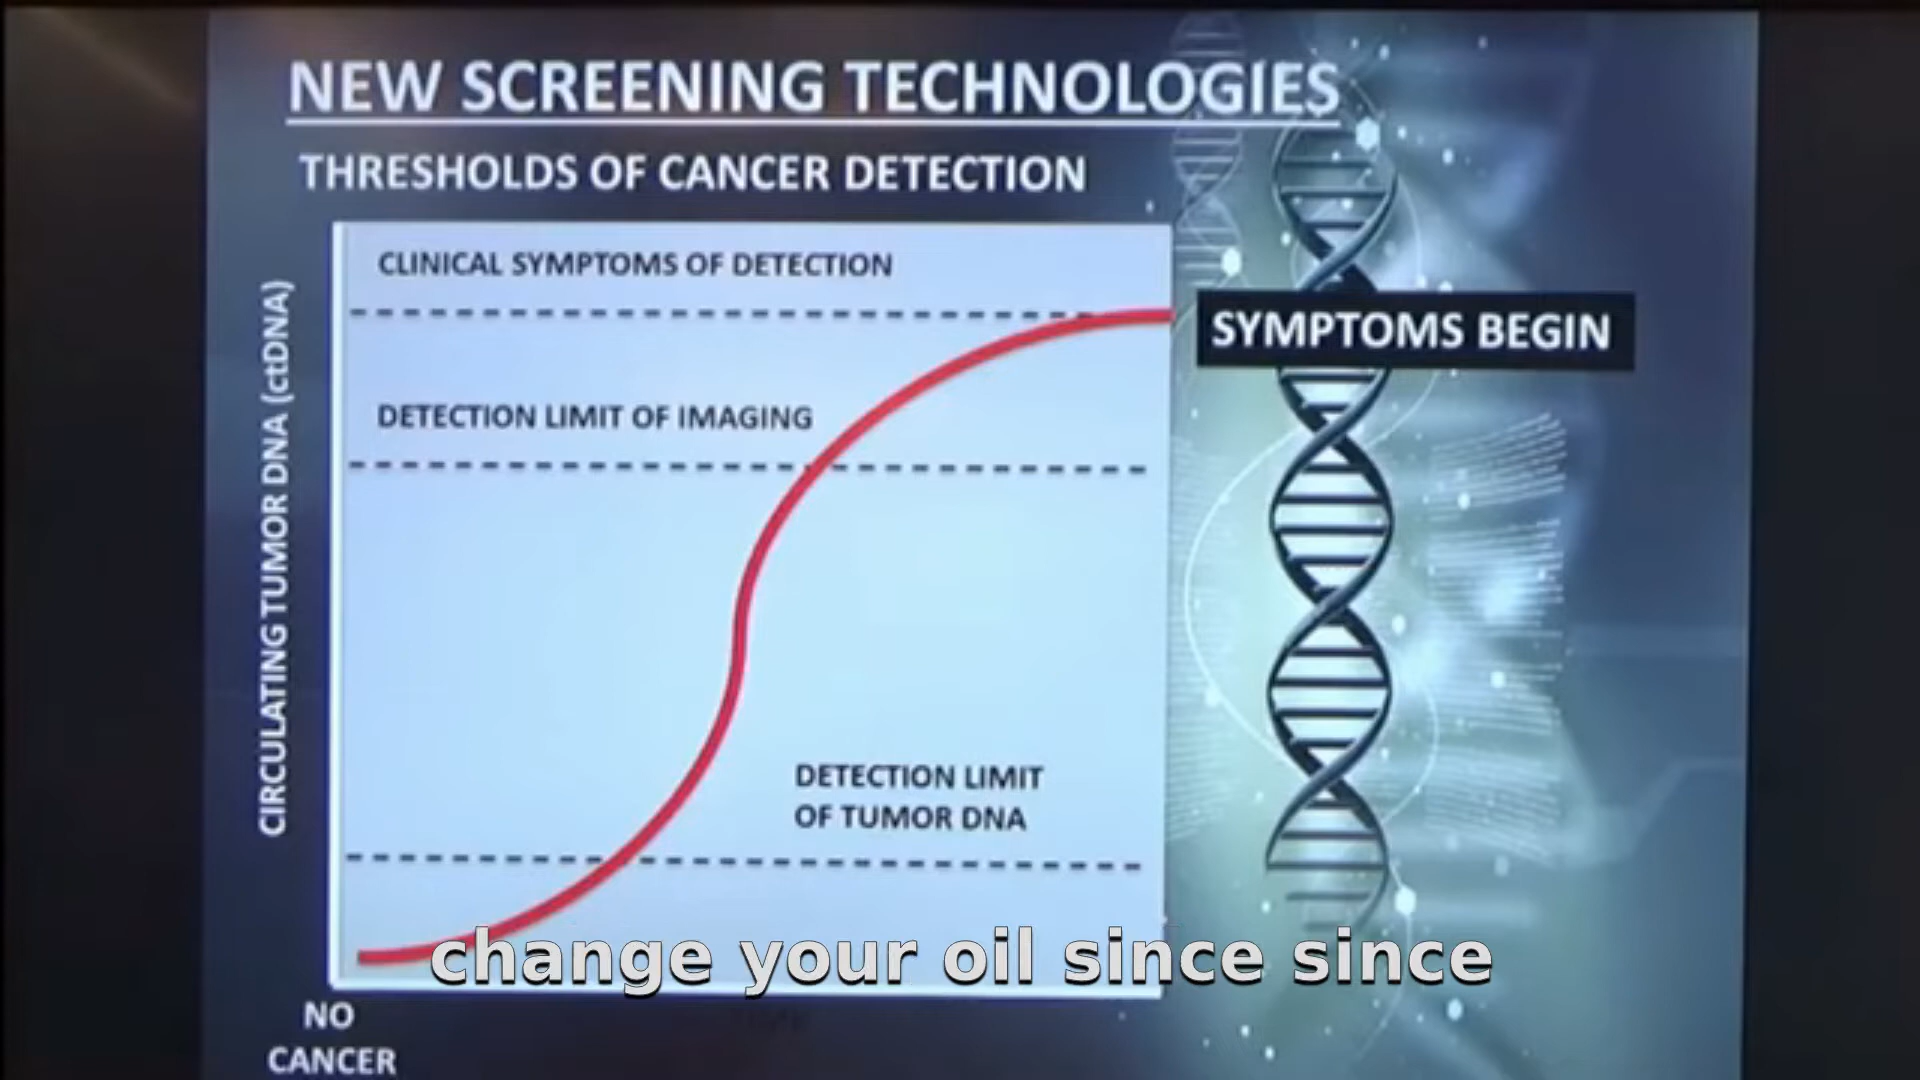 NEW SCREENING TECHNOLOGIES
THRESHOLDS OF CANCER DETECTION
CLINICAL SYMPTOMS OF DETECTION
SYMPTOMS BEGIN
DETECTION LIMIT OF IMAGING
CIRCULATING TUMOR DNA (ctDNA)
DETECTION LIMIT
OF TUMOR DNA
change your oil since since
NO
CANCER